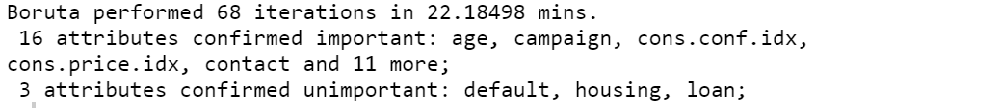 Boruta performed 68 iterations in 22.18498 mins.
16 attributes confirmed important: age, campaign, cons.conf.idx,
cons.price.idx, contact and 11 more;
3 attributes confirmed unimportant: default, housing, loan;